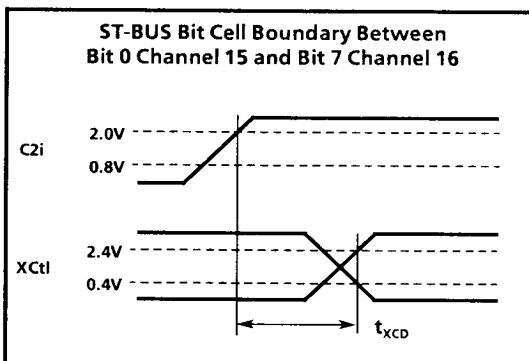 ST-BUS Bit Cell Boundary Between
Bit 0 Channel 15 and Bit 7 Channel 16
C2i
2.0V
0.8V
XCtl
2.4V
0.4V
tXCD